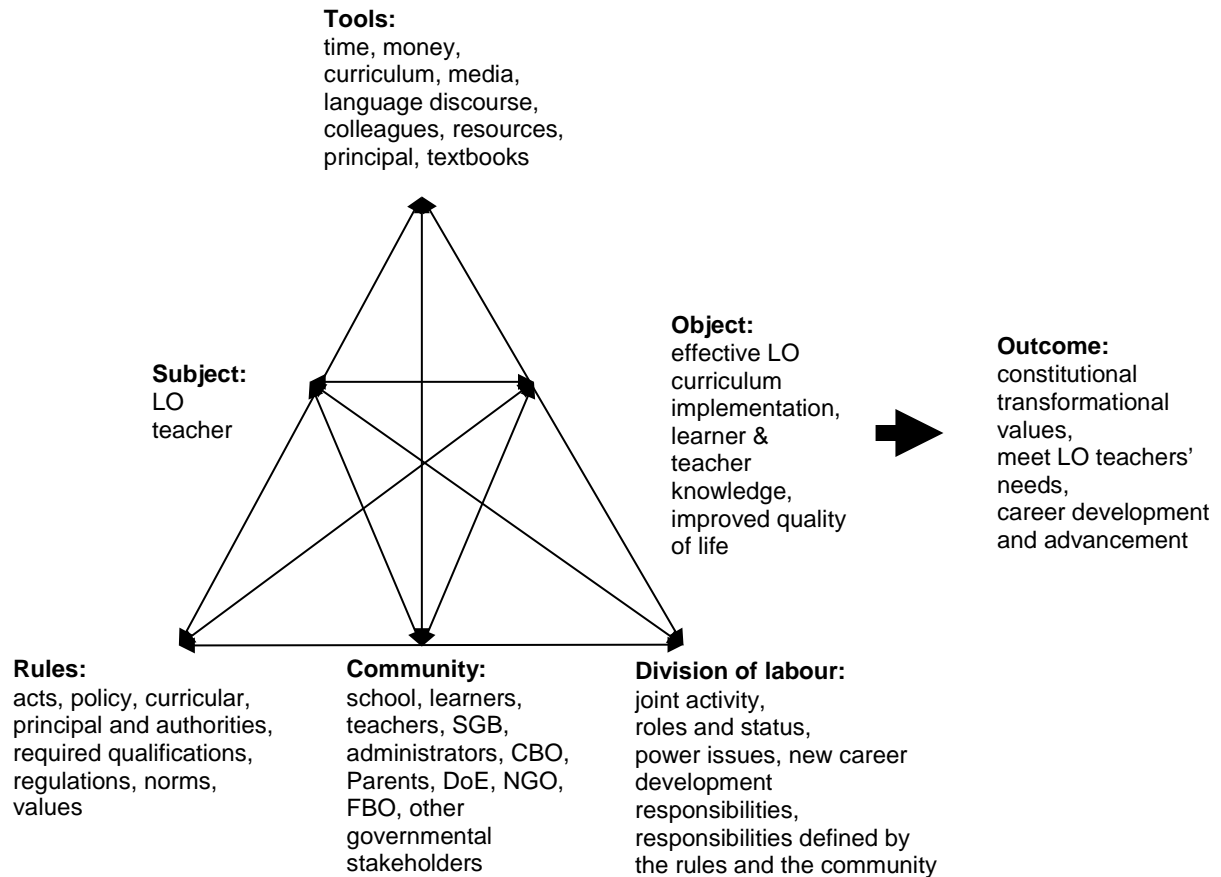 Tools:
time, money,
curriculum, media,
language discourse,
colleagues, resources,
principal, textbooks
Subject:
LO
teacher
Object:
effective LO
curriculum
implementation,
learner &
teacher
knowledge,
improved quality
of life
Outcome:
constitutional
transformational
values,
meet LO teachers’
needs,
career development
and advancement
Rules:
acts, policy, curricular,
principal and authorities,
required qualifications,
regulations, norms,
values
Community:
school, learners,
teachers, SGB,
administrators, CBO,
Parents, DoE, NGO,
FBO, other
governmental
stakeholders
Division of labour:
joint activity,
roles and status,
power issues, new career
development
responsibilities,
responsibilities defined by
the rules and the community